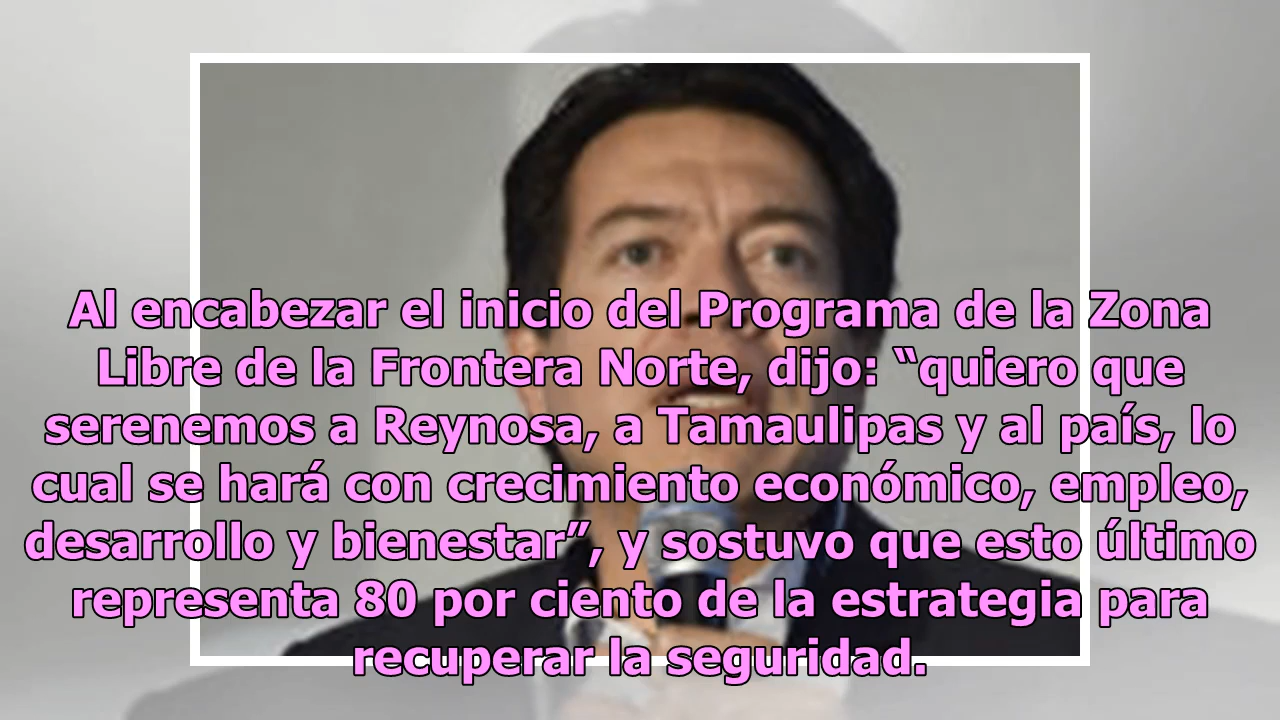 Al encabezar el inicio del Programa de la Zona
Libre de la Frontera Norte, dijo: “quiero que
serenemos a Reynosa, a Tamaulipas y al país, lo
cual se hará con crecimiento económico, empleo,
desarrollo y bienestar”, y sostuvo que esto último
representa 80 por ciento de la estrategia para
recuperar la seguridad.